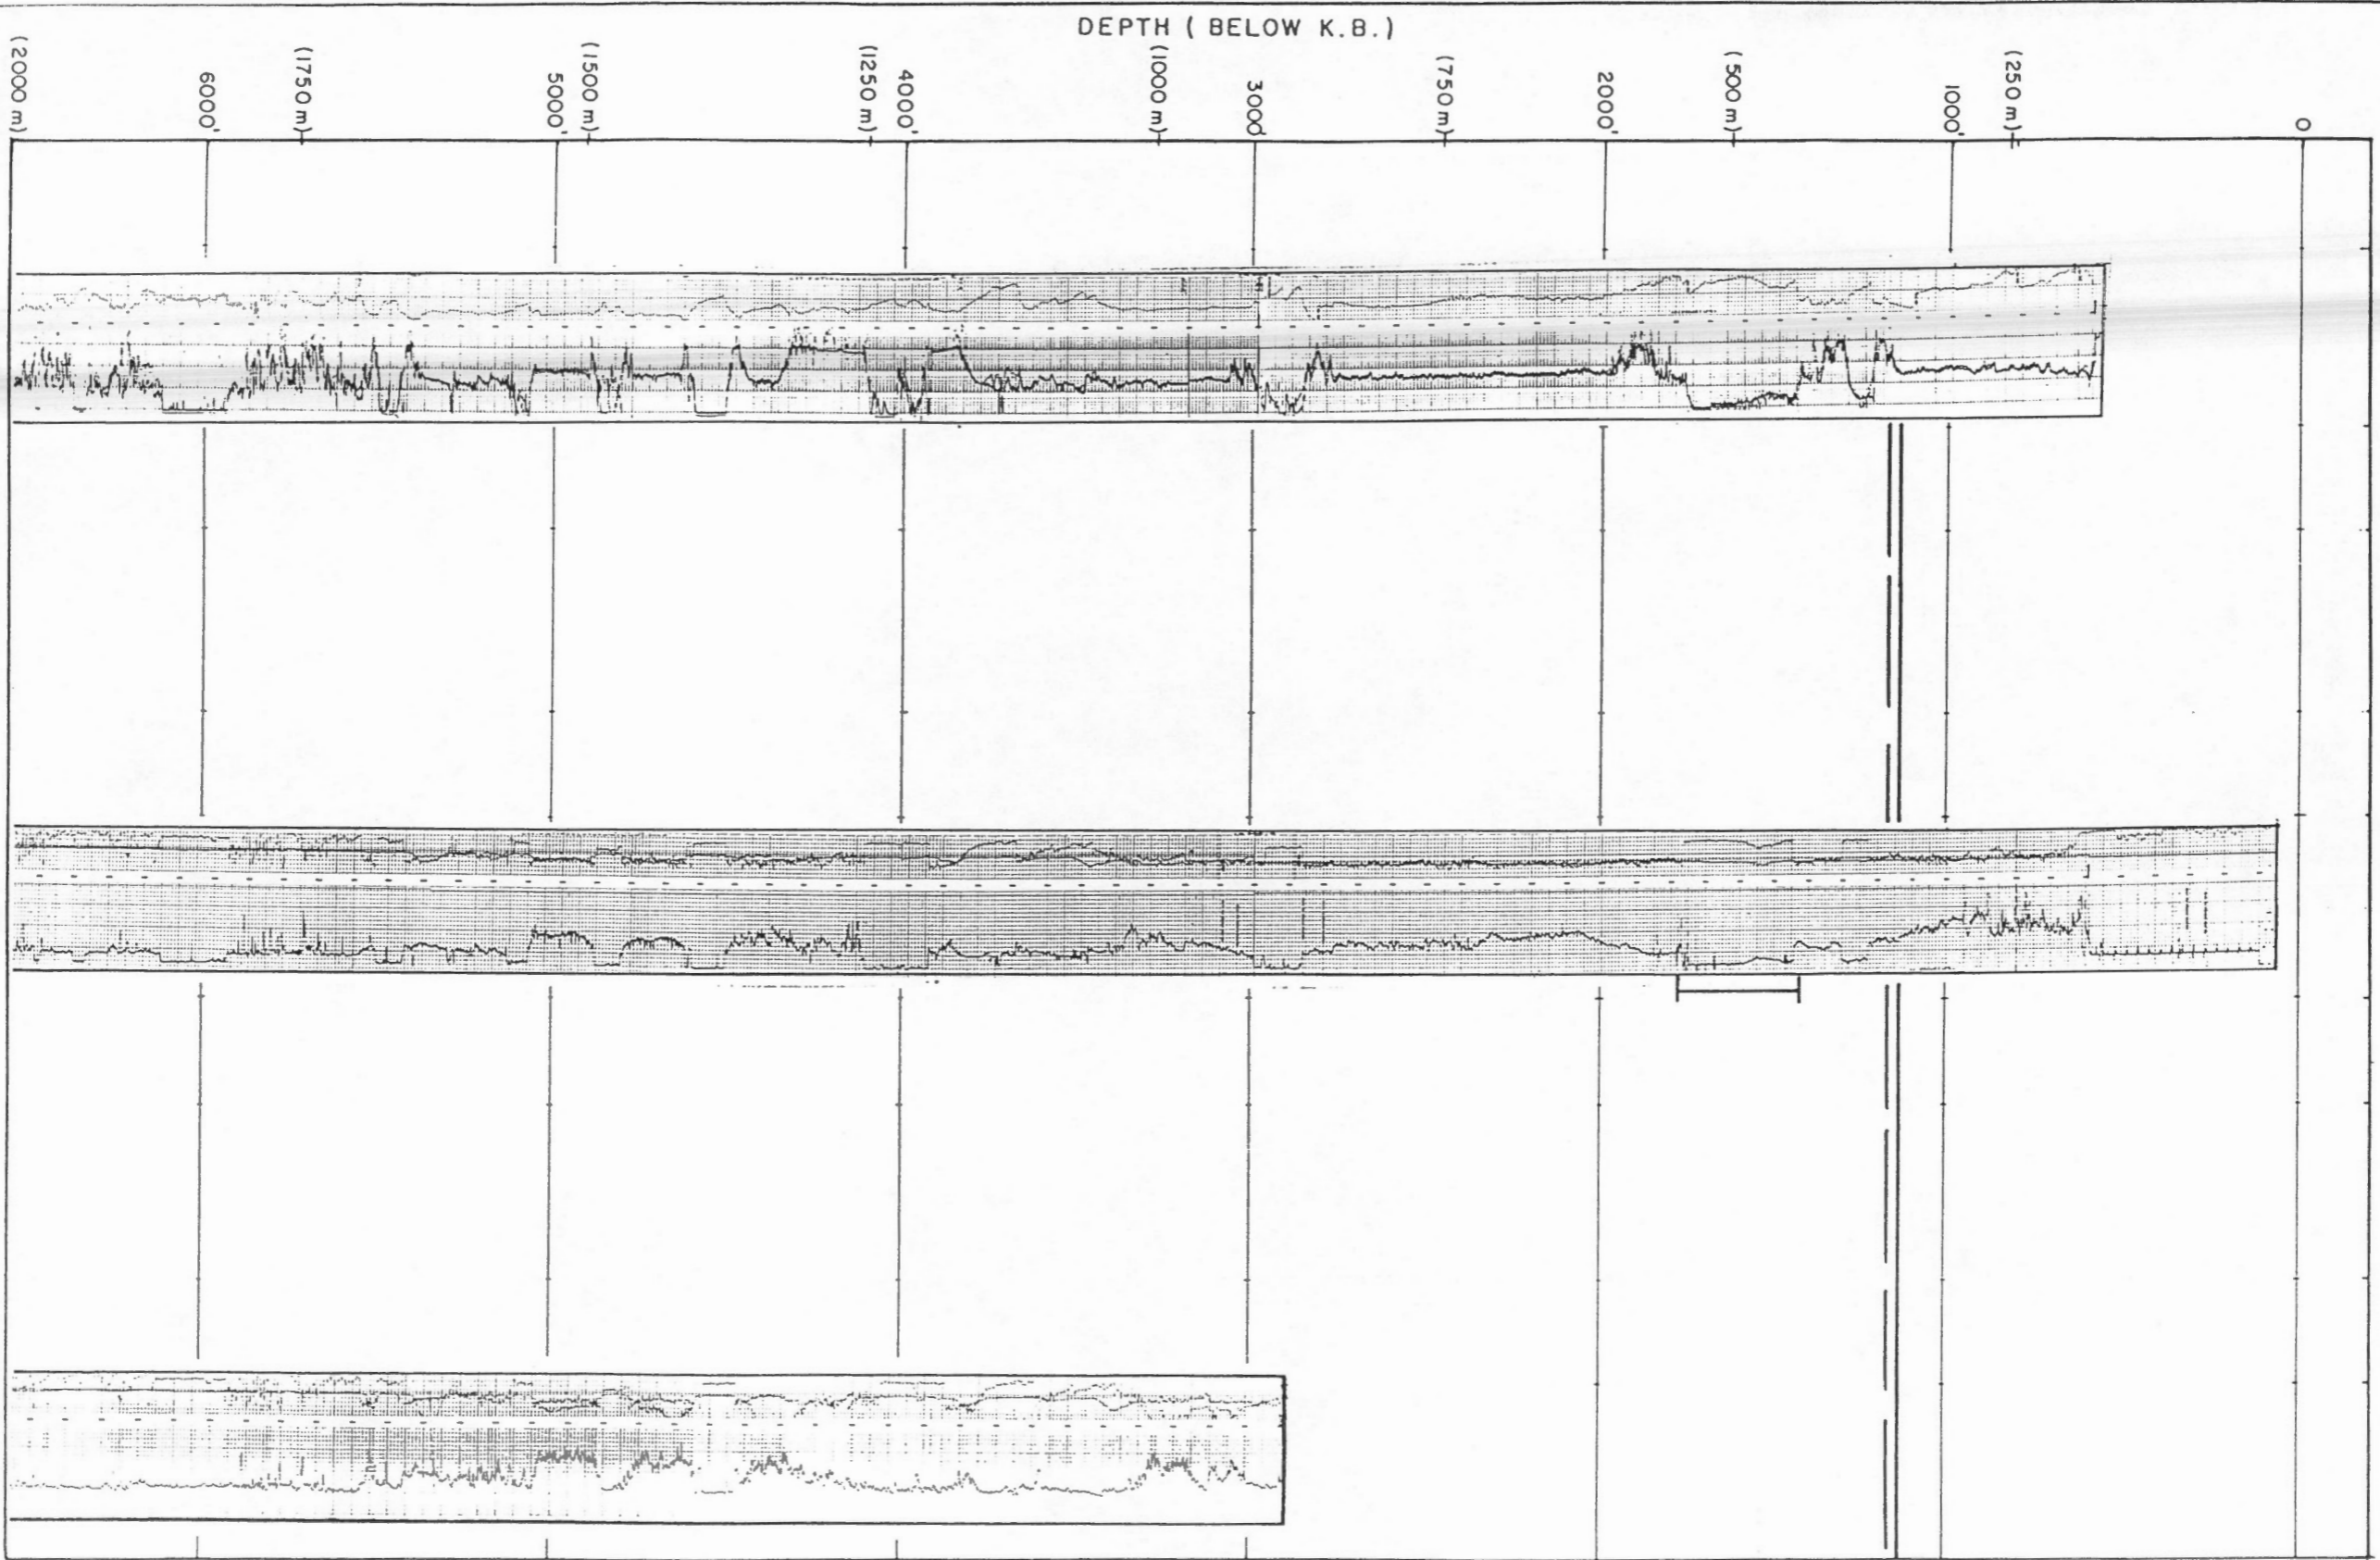 DEPTH ( BELOW K.B.)
(2000 m)
6000'
(1750 m)
5000'
(1500 m)
(1250 m)
4000'
(1000 m)
3000'
(750 m)
2000'
(500 m)
1000'
(250 m)
0